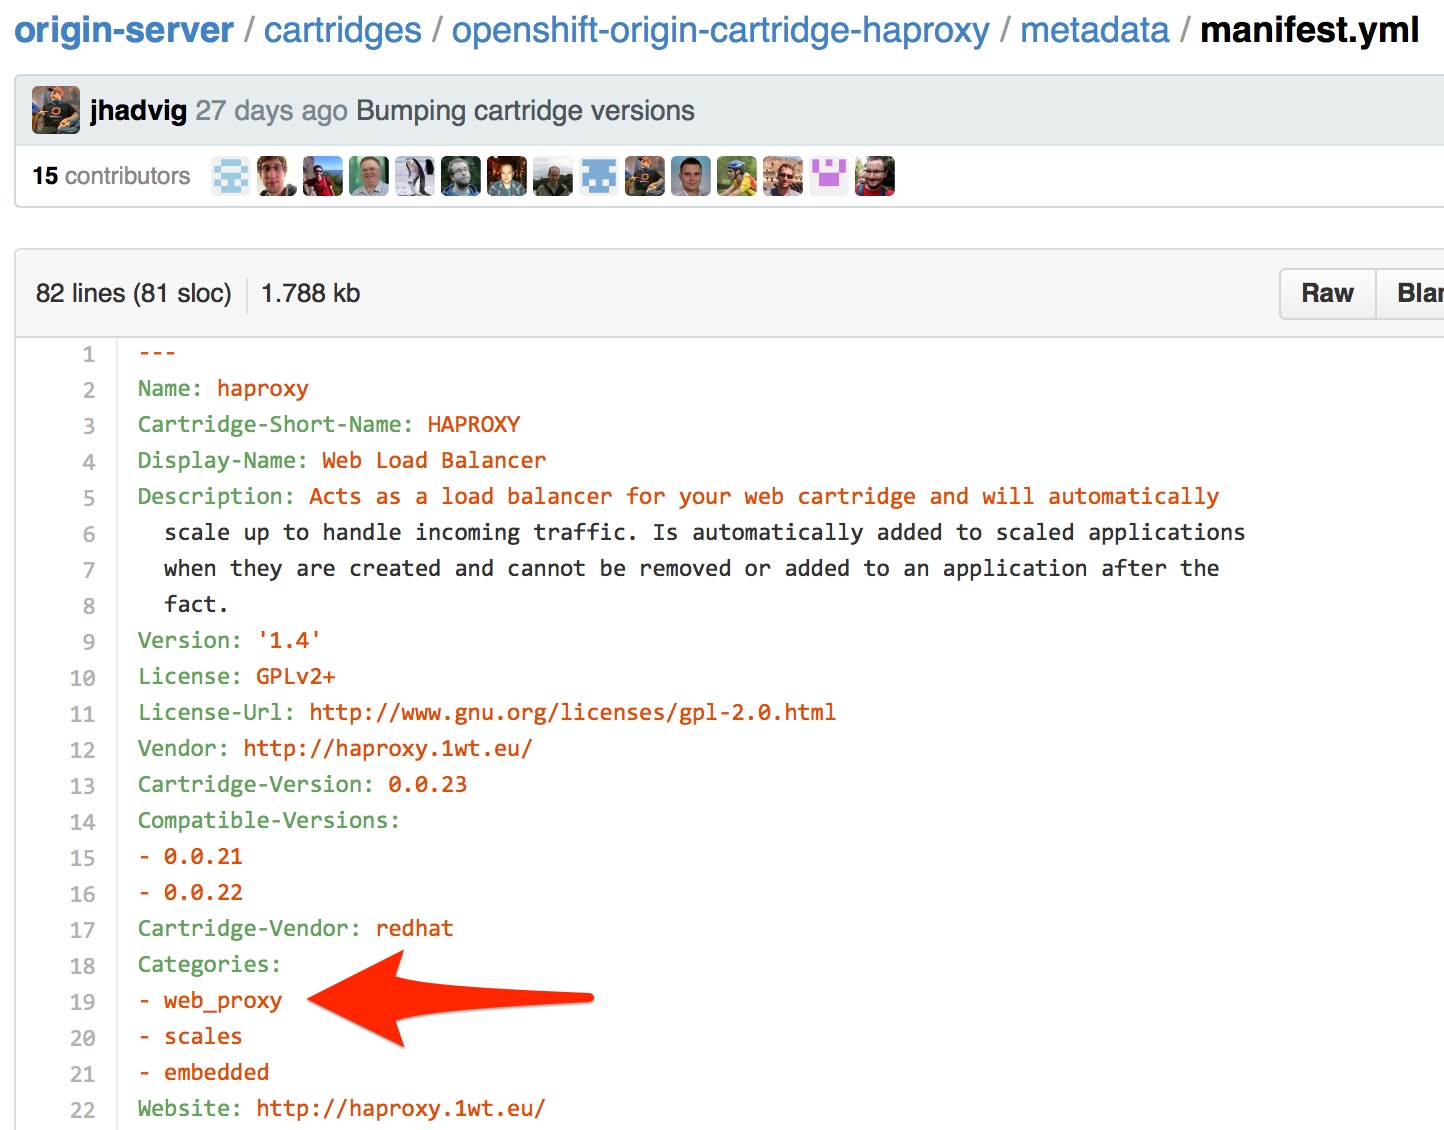 origin-server / cartridges / openshift-origin-cartridge-haproxy / metadata / manifest.yml
jhadvig 27 days ago Bumping cartridge versions
15 contributors
82 lines (81 sloc) 1.788 kb Raw
1 ---
2 Name: haproxy
3 Cartridge-Short-Name: HAPROXY
4 Display-Name: Web Load Balancer
5 Description: Acts as a load balancer for your web cartridge and will automatically
6 scale up to handle incoming traffic. Is automatically added to scaled applications
7 when they are created and cannot be removed or added to an application after the
8 fact.
9 Version: '1.4'
10 License: GPLv2+
11 License-Url: http://www.gnu.org/licenses/gpl-2.0.html
12 Vendor: http://haproxy.1wt.eu/
13 Cartridge-Version: 0.0.23
14 Compatible-Versions:
15 - 0.0.21
16 - 0.0.22
17 Cartridge-Vendor: redhat
18 Categories:
19 - web_proxy
20 - scales
21 - embedded
22 Website: http://haproxy.1wt.eu/